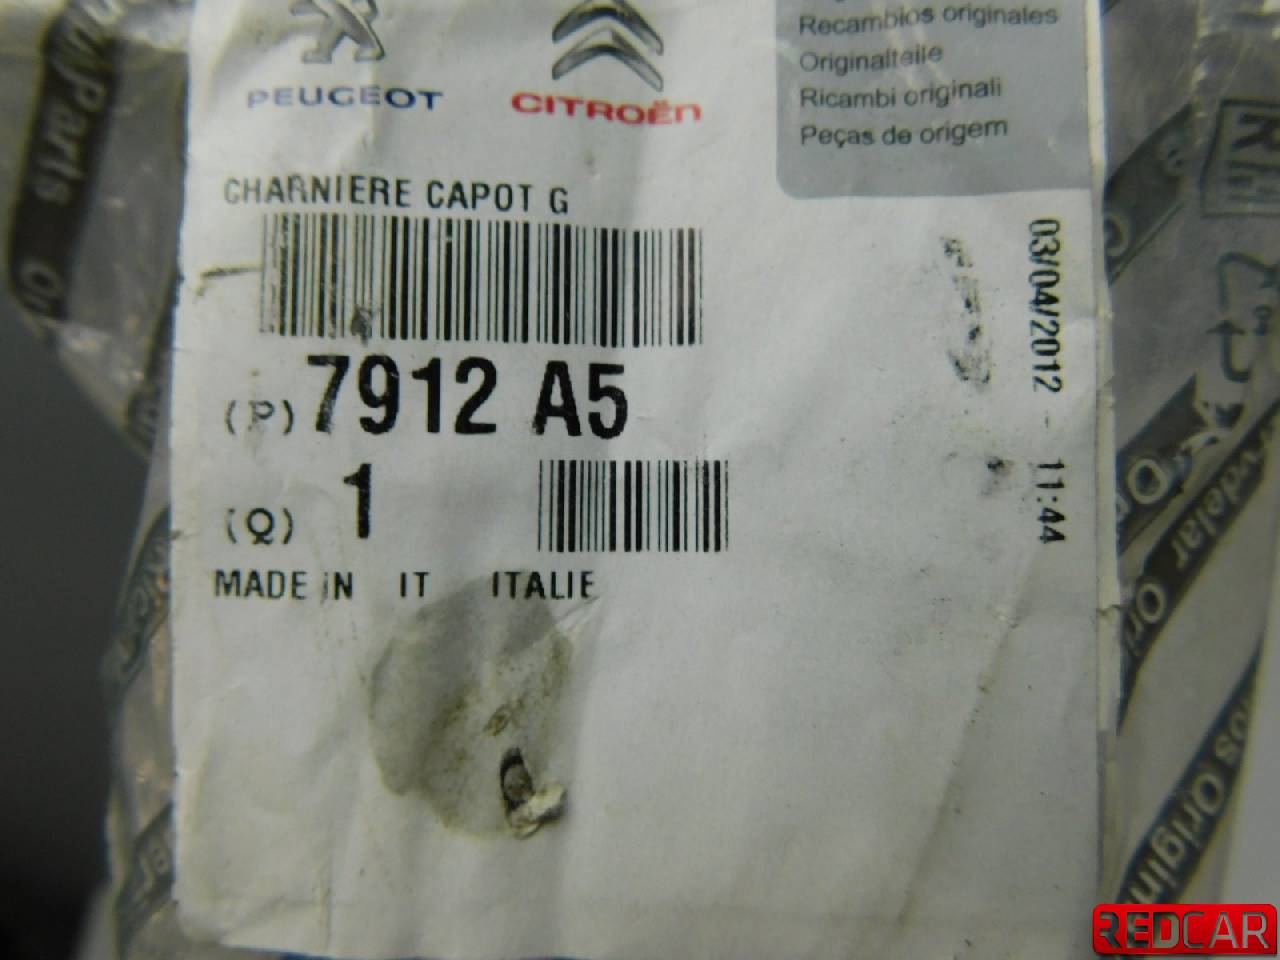 PEUGEOT
CITROËN
Recambios originales
Originalteile
Ricambi originali
Peças de origem
CHARNIERE CAPOT G
(P) 7912 A5
(Q) 1
MADE IN IT ITALIE
03/04/2012 - 11:44
Parts
REDCAR